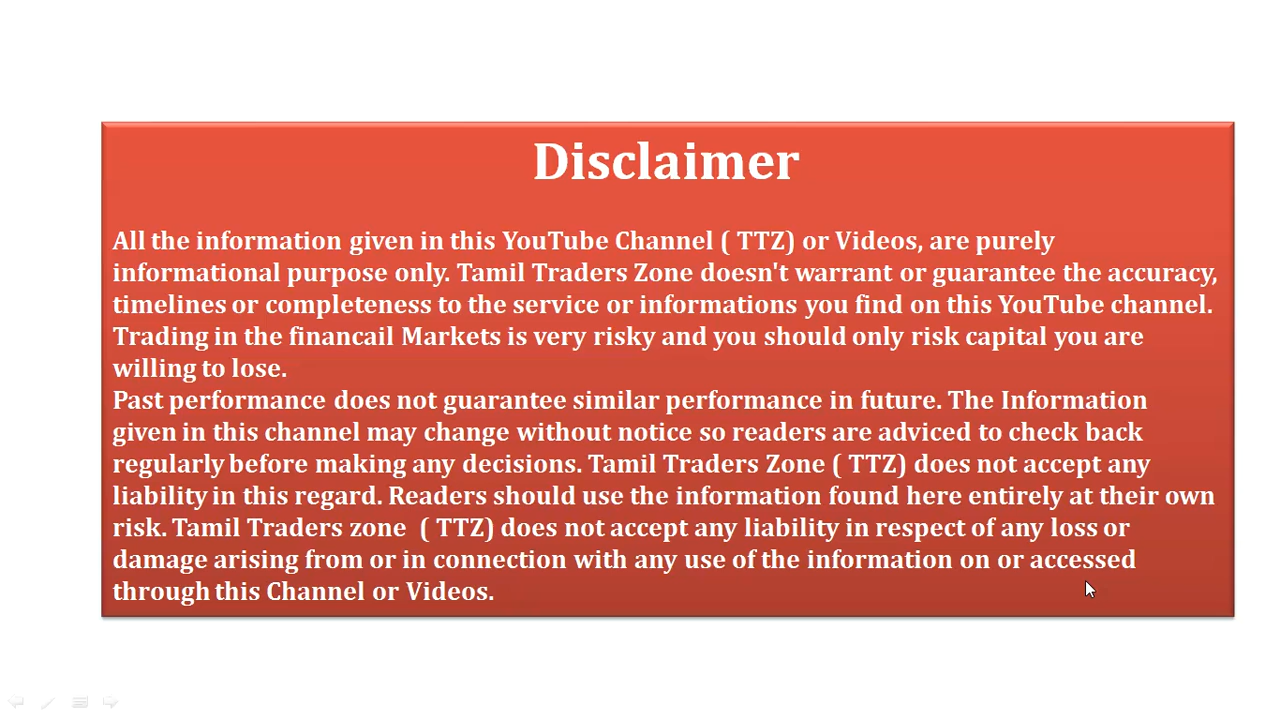 Disclaimer
All the information given in this YouTube Channel ( TTZ) or Videos, are purely
informational purpose only. Tamil Traders Zone doesn't warrant or guarantee the accuracy,
timelines or completeness to the service or informations you find on this YouTube channel.
Trading in the financail Markets is very risky and you should only risk capital you are
willing to lose.
Past performance does not guarantee similar performance in future. The Information
given in this channel may change without notice so readers are adviced to check back
regularly before making any decisions. Tamil Traders Zone ( TTZ) does not accept any
liability in this regard. Readers should use the information found here entirely at their own
risk. Tamil Traders zone  ( TTZ) does not accept any liability in respect of any loss or
damage arising from or in connection with any use of the information on or accessed
through this Channel or Videos.